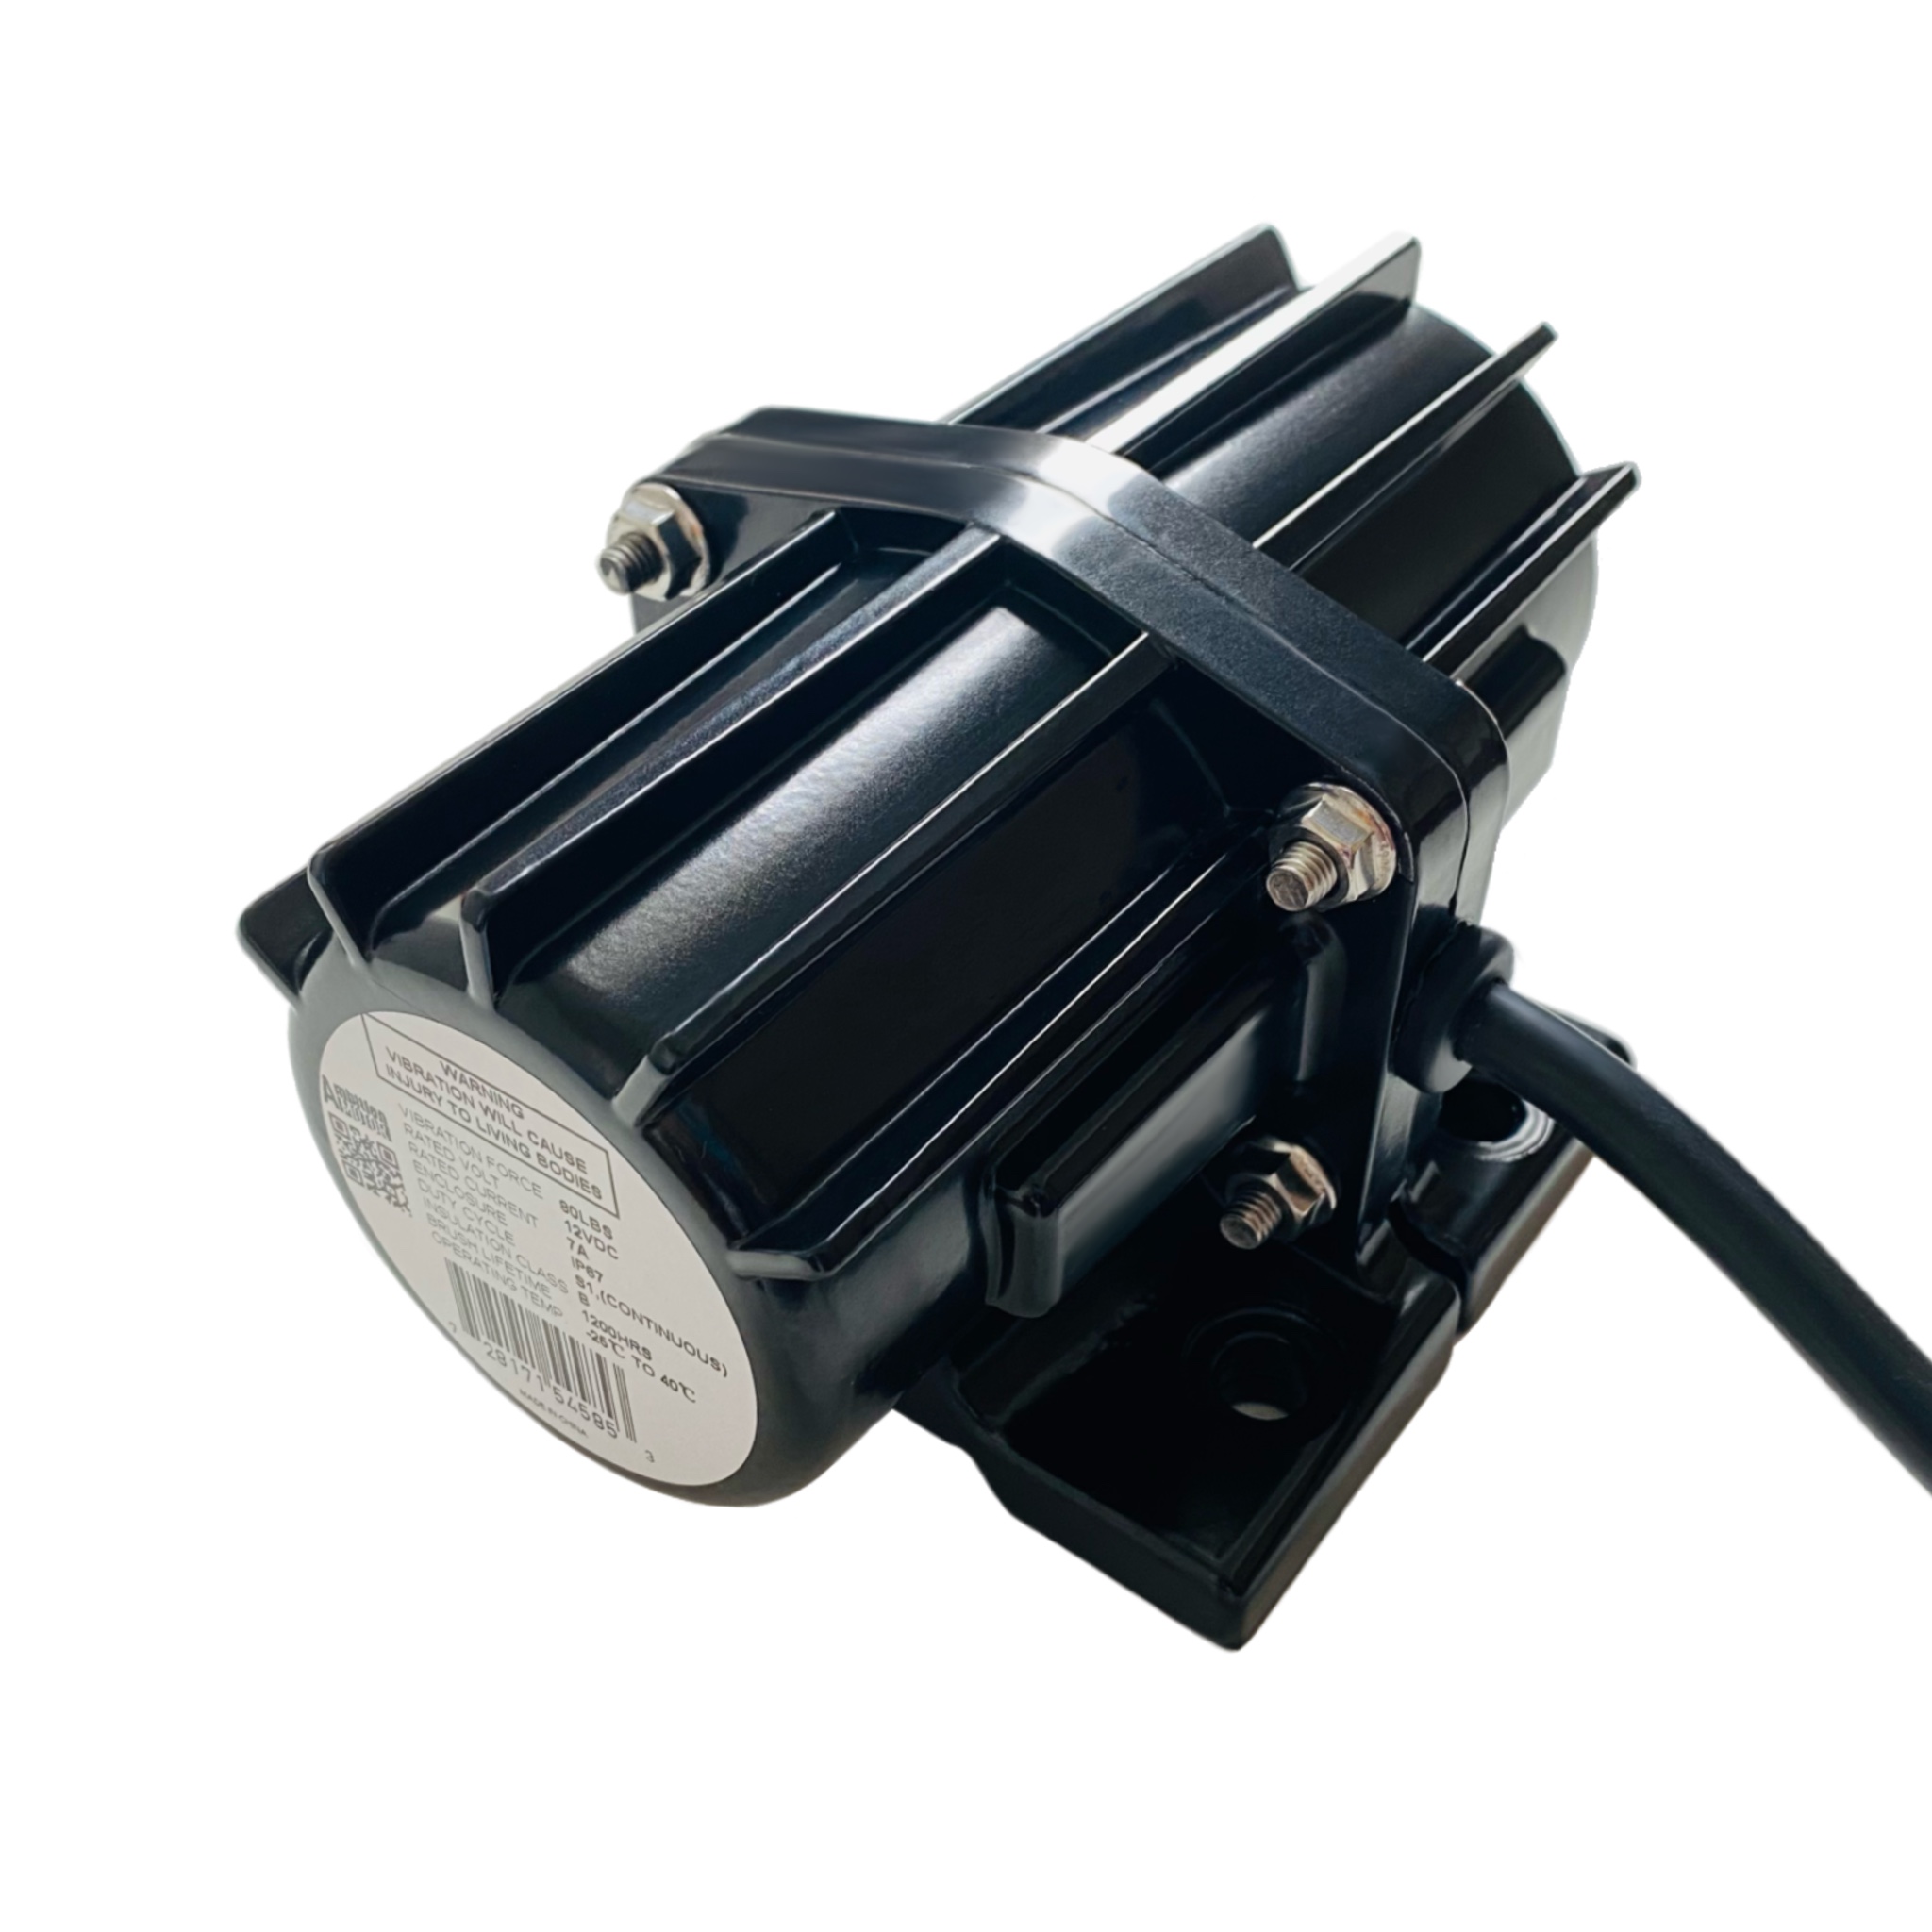 WARNING
VIBRATION WILL CAUSE
INJURY TO LIVING BODIES
VIBRATION FORCE 80LBS
RATED VOLT 12VDC
RATED CURRENT 7A
ENCLOSURE IP67
DUTY CYCLE S1,(CONTINUOUS)
INSULATION CLASS B
BRUSH LIFETIME 1200HRS
OPERATING TEMP -25℃ TO 40℃
28171 54585 3
MADE IN CHINA